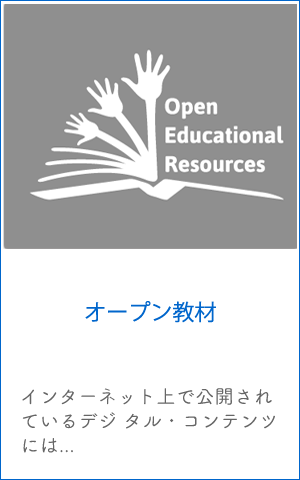 Open
Educational
Resources
オープン教材
インターネット上で公開され
ているデジ タル・コンテンツ
には...